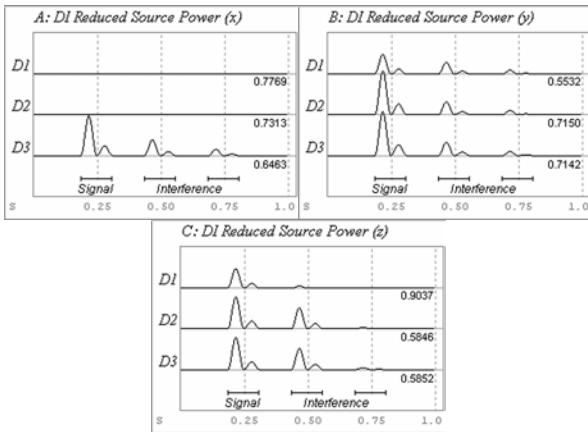 A: DI Reduced Source Power (x)
D1
0.7769
D2
0.7313
D3
0.6463
Signal Interference
S 0.25 0.50 0.75 1.0
B: DI Reduced Source Power (y)
D1
0.5532
D2
0.7150
D3
0.7142
Signal Interference
0.25 0.50 0.75 1.0
C: DI Reduced Source Power (z)
D1
0.9037
D2
0.5846
D3
0.5852
Signal Interference
S 0.25 0.50 0.75 1.0